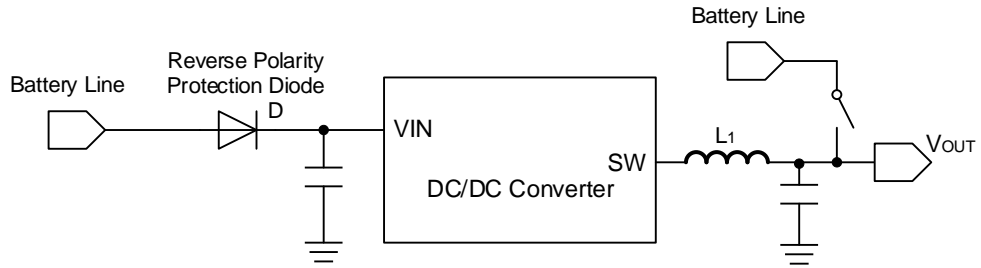 Battery Line
Reverse Polarity
Protection Diode
D
Battery Line
VIN
SW
DC/DC Converter
L1
VOUT